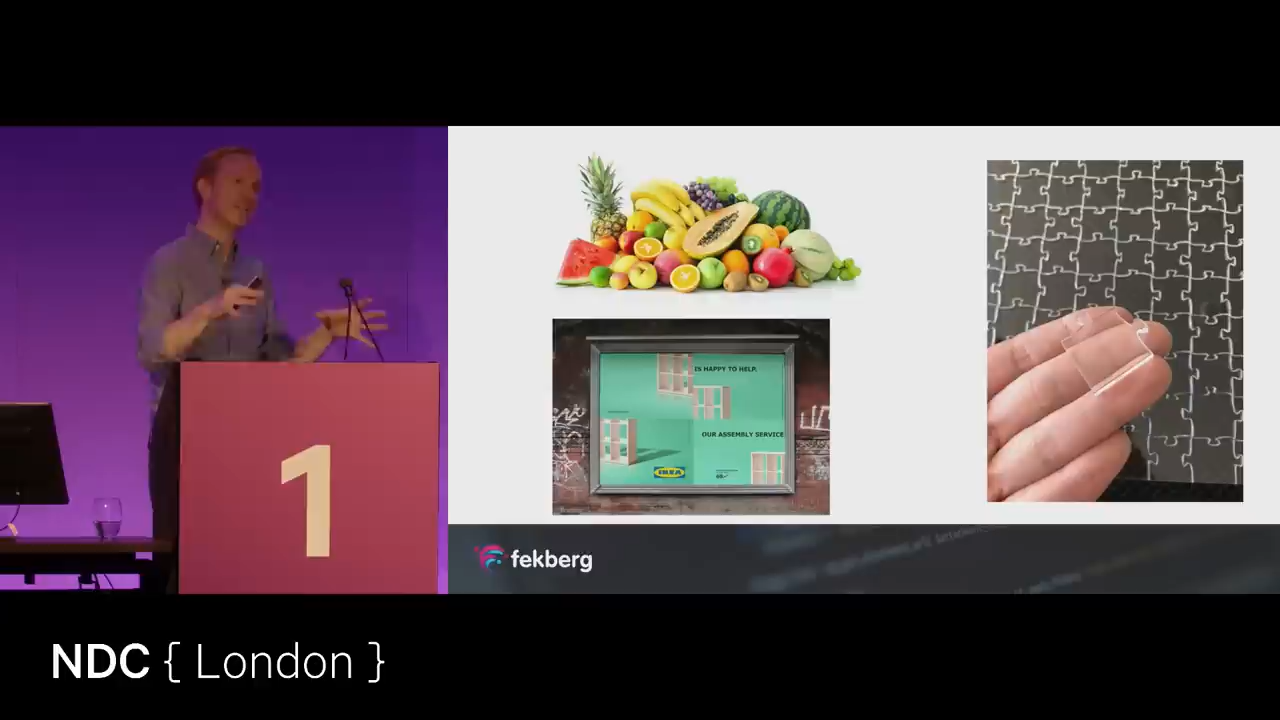 IS HAPPY TO HELP.
OUR ASSEMBLY SERVICE
IKEA
1
fekberg
NDC { London }